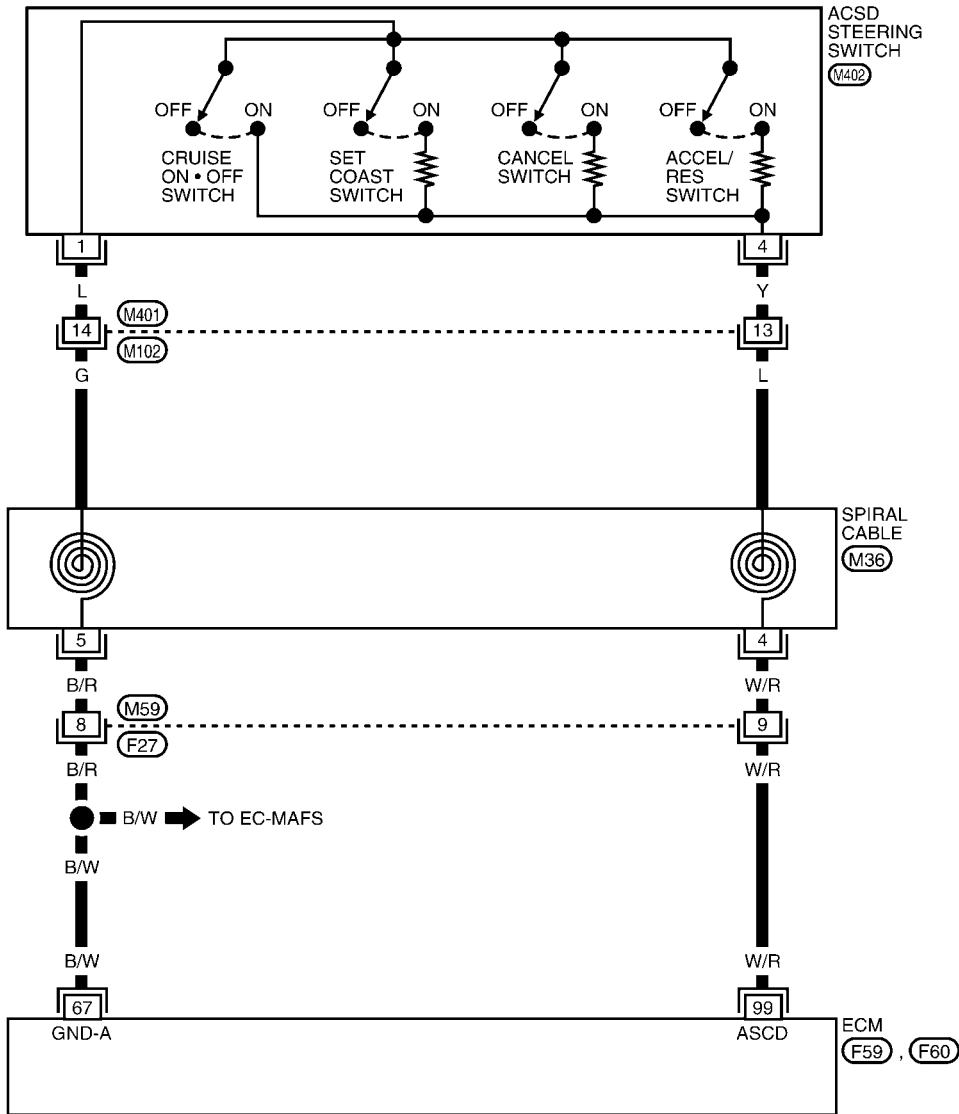 ACSD
STEERING
SWITCH
M402
OFF ON
OFF ON
OFF ON
OFF ON
CRUISE
ON • OFF
SWITCH
SET
COAST
SWITCH
CANCEL
SWITCH
ACCEL/
RES
SWITCH
1
4
L
Y
14
M401
M102
13
G
L
SPIRAL
CABLE
M36
5
4
B/R
W/R
8
M59
F27
9
B/R
W/R
B/W TO EC-MAFS
B/W
B/W
W/R
67
99
GND-A
ASCD
ECM
F59 , F60